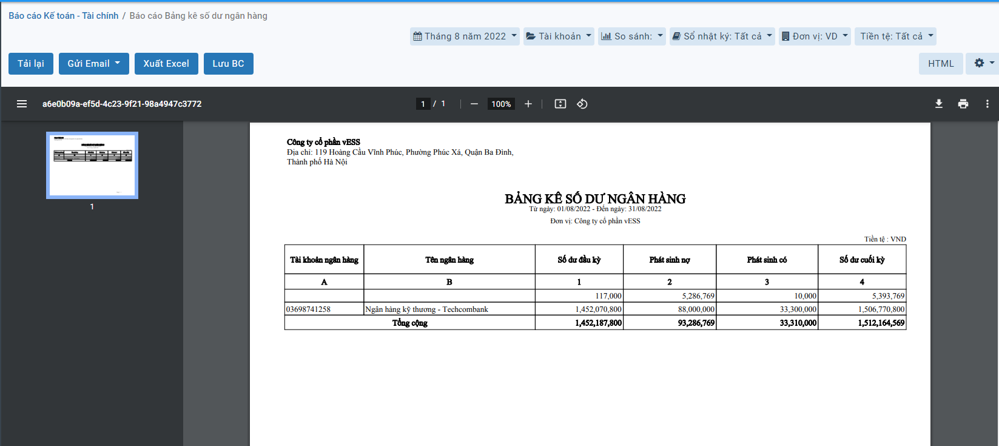 Báo cáo Kế toán - Tài chính / Báo cáo Bảng kê số dư ngân hàng
Tháng 8 năm 2022 Tài khoản So sánh: Sổ nhật ký: Tất cả Đơn vị: VD Tiền tệ: Tất cả
Tải lại Gửi Email Xuất Excel Lưu BC HTML
a6e0b09a-ef5d-4c23-9f21-98a4947c3772 1 / 1 — 100% +
Công ty cổ phần vESS
Địa chỉ: 119 Hoàng Cầu Vĩnh Phúc, Phường Phúc Xá, Quận Ba Đình,
Thành phố Hà Nội
BẢNG KÊ SỐ DƯ NGÂN HÀNG
Từ ngày: 01/08/2022 - Đến ngày: 31/08/2022
Đơn vị: Công ty cổ phần vESS
Tiền tệ : VND
Tài khoản ngân hàng Tên ngân hàng Số dư đầu kỳ Phát sinh nợ Phát sinh có Số dư cuối kỳ
A B 1 2 3 4
117,000 5,286,769 10,000 5,393,769
03698741258 Ngân hàng kỹ thương - Techcombank 1,452,070,800 88,000,000 33,300,000 1,506,770,800
Tổng cộng 1,452,187,800 93,286,769 33,310,000 1,512,164,569
1